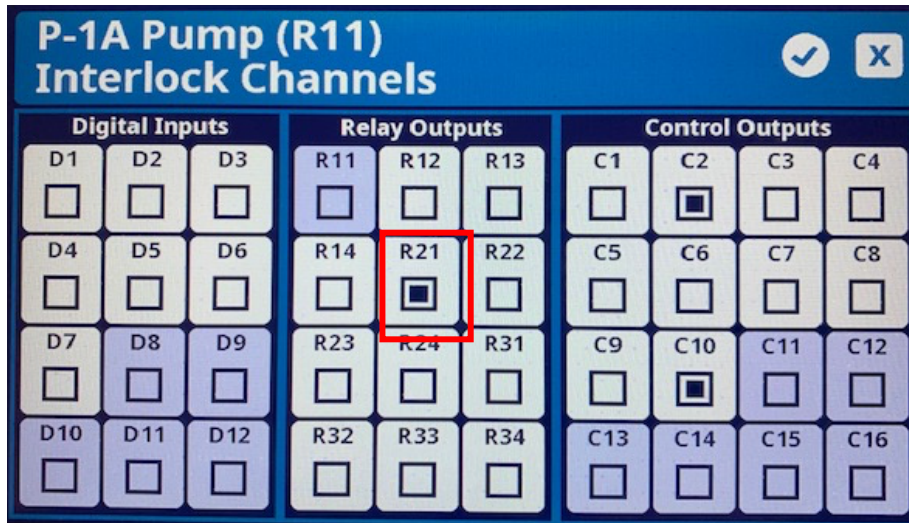 P-1A Pump (R11)
Interlock Channels
X
Digital Inputs
D1 D2 D3
D4 D5 D6
D7 D8 D9
D10 D11 D12
Relay Outputs
R11 R12 R13
R14 R21 R22
R23 R24 R31
R32 R33 R34
Control Outputs
C1 C2 C3 C4
C5 C6 C7 C8
C9 C10 C11 C12
C13 C14 C15 C16